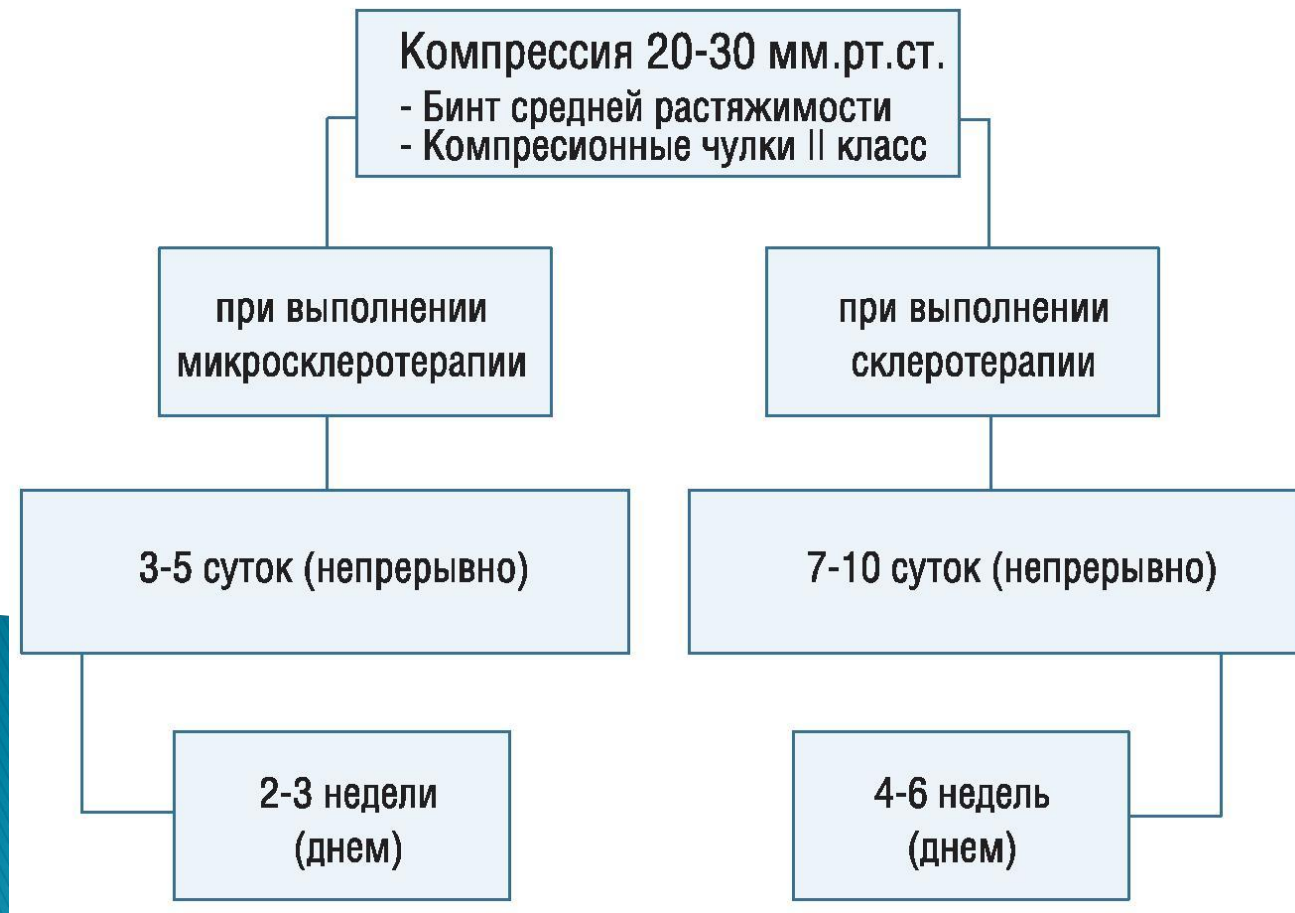 Компрессия 20-30 мм.рт.ст.
- Бинт средней растяжимости
- Компресионные чулки II класс
при выполнении
микросклеротерапии
при выполнении
склеротерапии
3-5 суток (непрерывно)
7-10 суток (непрерывно)
2-3 недели
(днем)
4-6 недель
(днем)